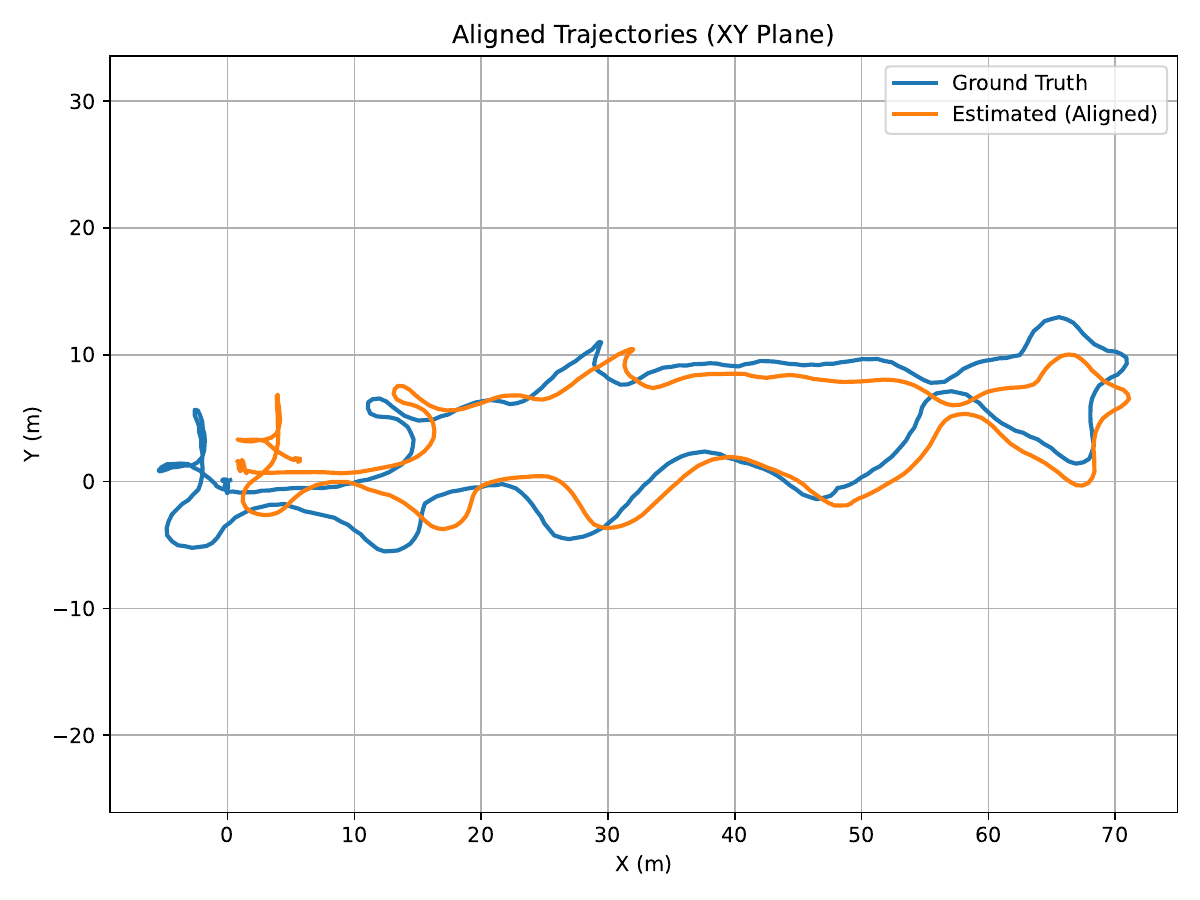 Aligned Trajectories (XY Plane)
Ground Truth
Estimated (Aligned)
Y (m)
30
20
10
0
−10
−20
0 10 20 30 40 50 60 70
X (m)